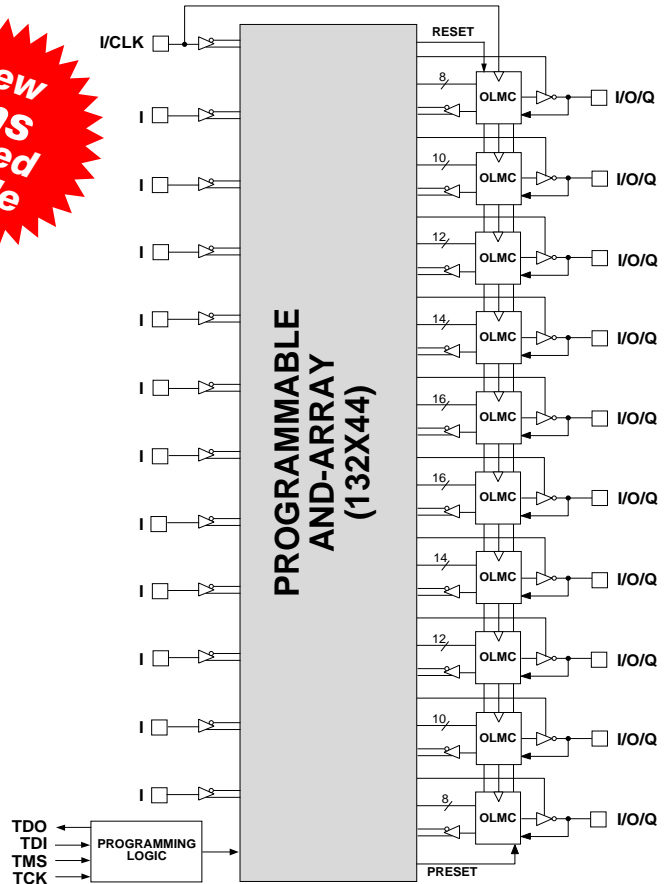 RESET
I/CLK
8
OLMC
I/O/Q
I
10
OLMC
I/O/Q
I
12
OLMC
I/O/Q
I
14
OLMC
I/O/Q
I
16
OLMC
I/O/Q
I
PROGRAMMABLE
AND-ARRAY
(132X44)
I
16
OLMC
I/O/Q
I
14
OLMC
I/O/Q
I
12
OLMC
I/O/Q
I
10
OLMC
I/O/Q
I
8
OLMC
I/O/Q
I
TDO
TDI
TMS
TCK
PROGRAMMING
LOGIC
PRESET